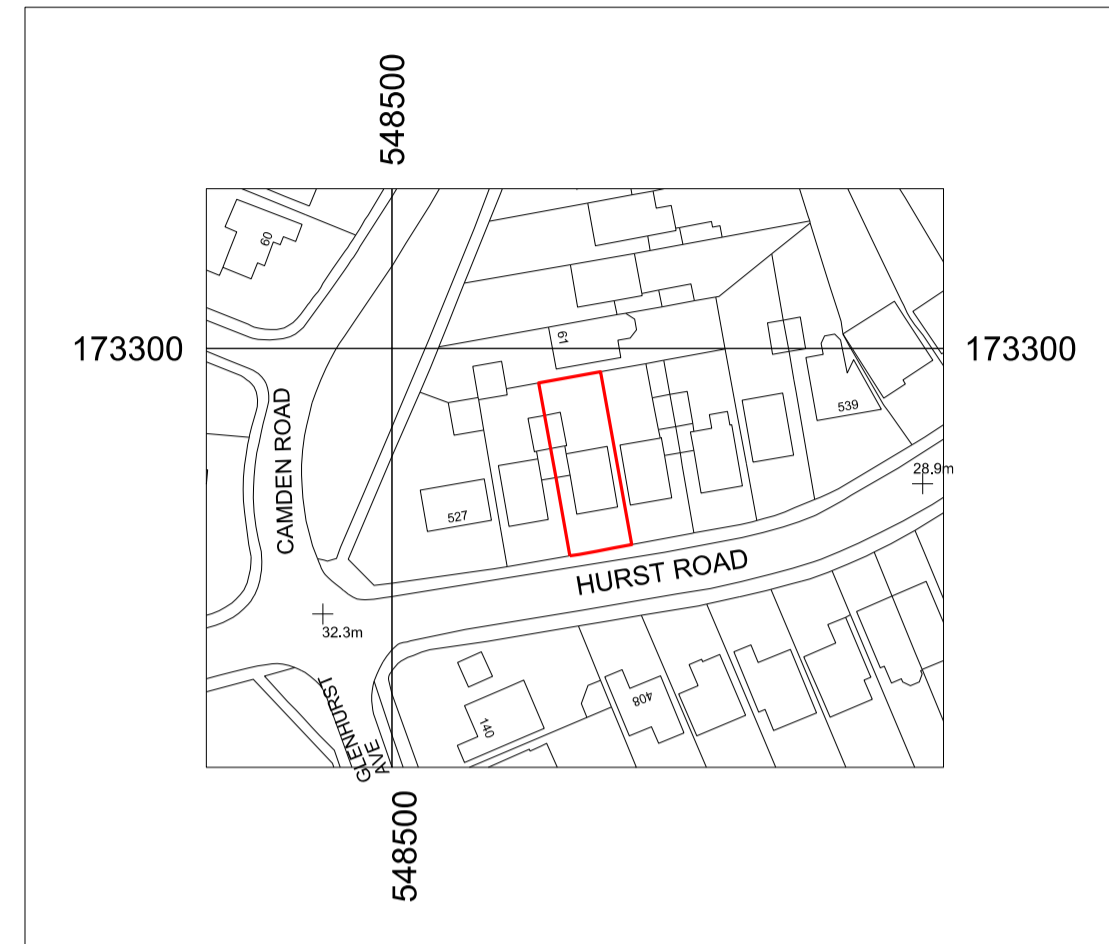 548500
60
173300
173300
61
CAMDEN ROAD
539
28.9m
527
HURST ROAD
32.3m
GLENHURST
AVE
408
140
548500